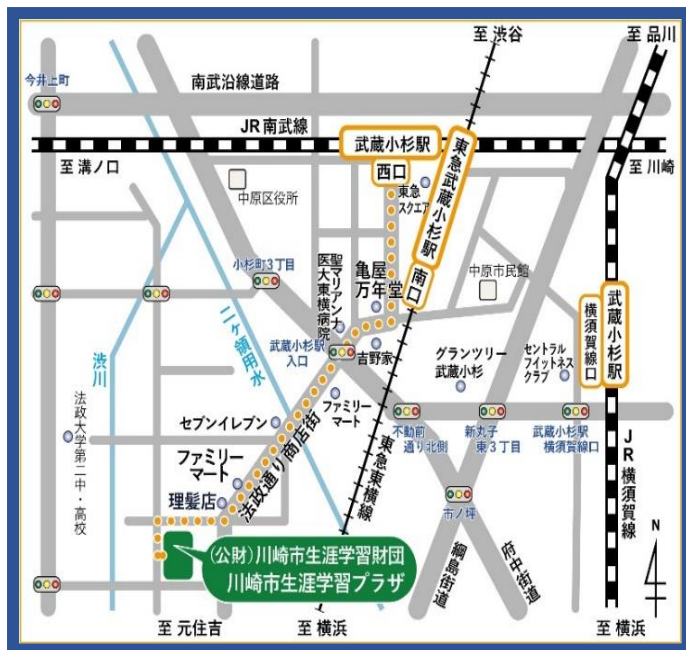 至 渋谷
至 品川
今井上町
南武沿線道路
JR南武線
武蔵小杉駅
西口
東急武蔵小杉駅
南口
至 溝ノ口
至 川崎
中原区役所
東急
スクエア
小杉町3丁目
聖マリアンナ
医大東横病院
亀屋
万年堂
中原市民館
二ヶ領用水
武蔵小杉駅
入口
吉野家
グランツリー
武蔵小杉
セントラル
フィットネス
クラブ
横須賀線口
武蔵小杉駅
渋川
法政大学第二中・高校
セブンイレブン
ファミリー
マート
ファミリー
マート
法政通り商店街
理髪店
東急東横線
不動前
通り北側
新丸子
東3丁目
武蔵小杉駅
横須賀線口
JR横須賀線
市ノ坪
(公財)川崎市生涯学習財団
川崎市生涯学習プラザ
綱島街道
府中街道
N
至 元住吉
至 横浜
至 横浜